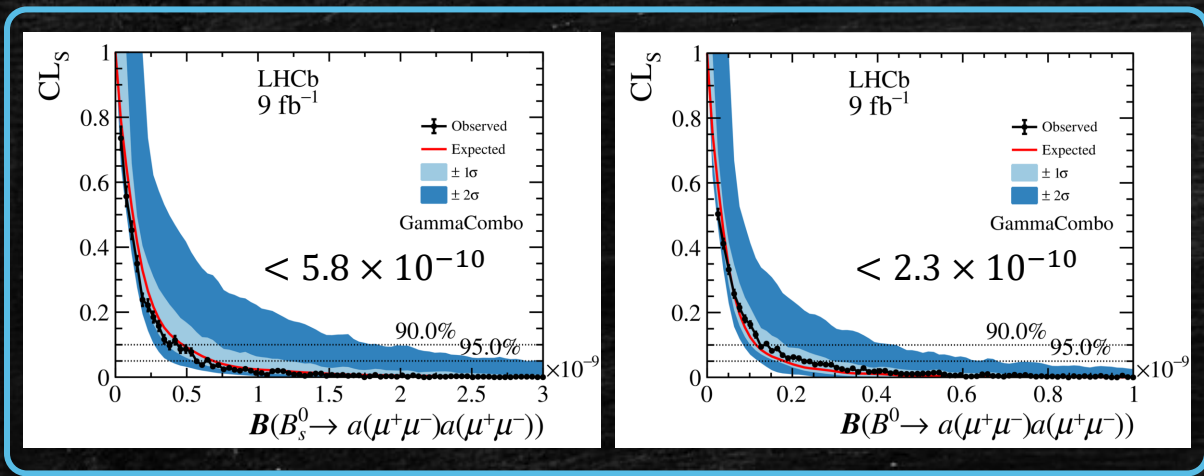 CLₛ
1
0.8
0.6
0.4
0.2
0
LHCb
9 fb⁻¹
Observed
Expected
± 1σ
± 2σ
GammaCombo
< 5.8 × 10⁻¹⁰
90.0%
95.0%
0 0.5 1 1.5 2 2.5 3
×10⁻⁹
B(B⁰ₛ→ a(μ⁺μ⁻)a(μ⁺μ⁻))
CLₛ
1
0.8
0.6
0.4
0.2
0
LHCb
9 fb⁻¹
Observed
Expected
± 1σ
± 2σ
GammaCombo
< 2.3 × 10⁻¹⁰
90.0%
95.0%
0 0.2 0.4 0.6 0.8 1
×10⁻⁹
B(B⁰→ a(μ⁺μ⁻)a(μ⁺μ⁻))